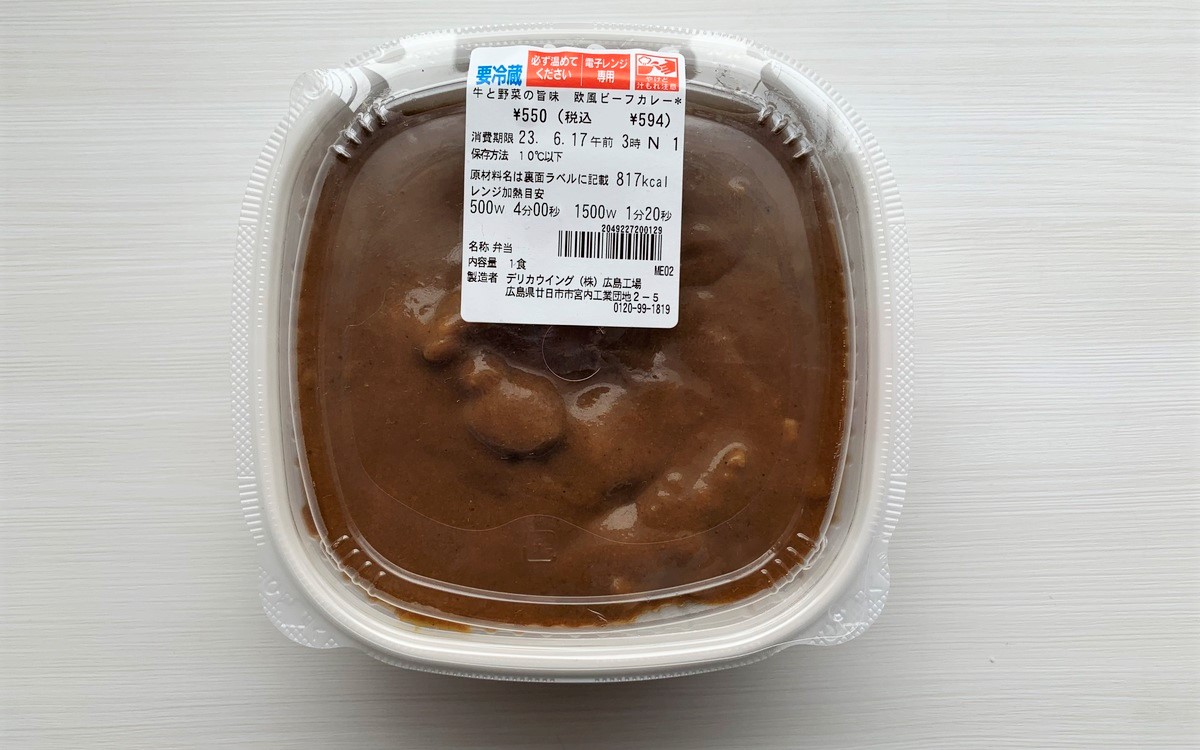 要冷蔵
必ず温めて
ください
電子レンジ
専用
やけど
汁もれ注意
牛と野菜の旨味 欧風ビーフカレー*
¥550 (税込 ¥594)
消費期限 23. 6.17午前 3時 N 1
保存方法 10℃以下
原材料名は裏面ラベルに記載 817kcal
レンジ加熱目安
500W 4分00秒 1500W 1分20秒
2049227200129
名称 弁当
内容量 1食
ME02
製造者 デリカウイング(株)広島工場
広島県廿日市市宮内工業団地2-5
0120-99-1819